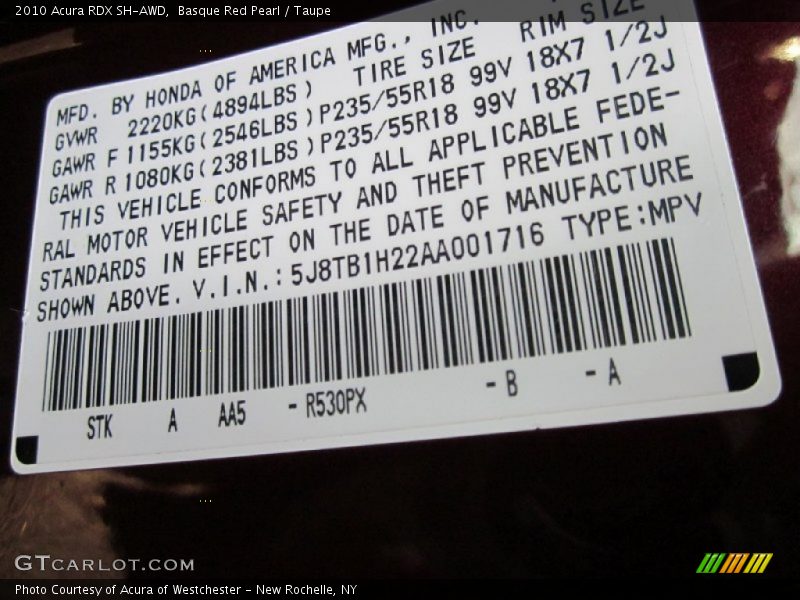 2010 Acura RDX SH-AWD,  Basque Red Pearl / Taupe
MFD. BY HONDA OF AMERICA MFG., INC.
GVWR 2220KG(4894LBS) TIRE SIZE RIM SIZE
GAWR F 1155KG(2546LBS)P235/55R18 99V 18X7 1/2J
GAWR R 1080KG(2381LBS)P235/55R18 99V 18X7 1/2J
THIS VEHICLE CONFORMS TO ALL APPLICABLE FEDE-
RAL MOTOR VEHICLE SAFETY AND THEFT PREVENTION
STANDARDS IN EFFECT ON THE DATE OF MANUFACTURE
SHOWN ABOVE. V.I.N.:5J8TB1H22AA001716 TYPE:MPV
STK A AA5 -R530PX -B -A
GTCARLOT.COM
Photo Courtesy of Acura of Westchester - New Rochelle, NY